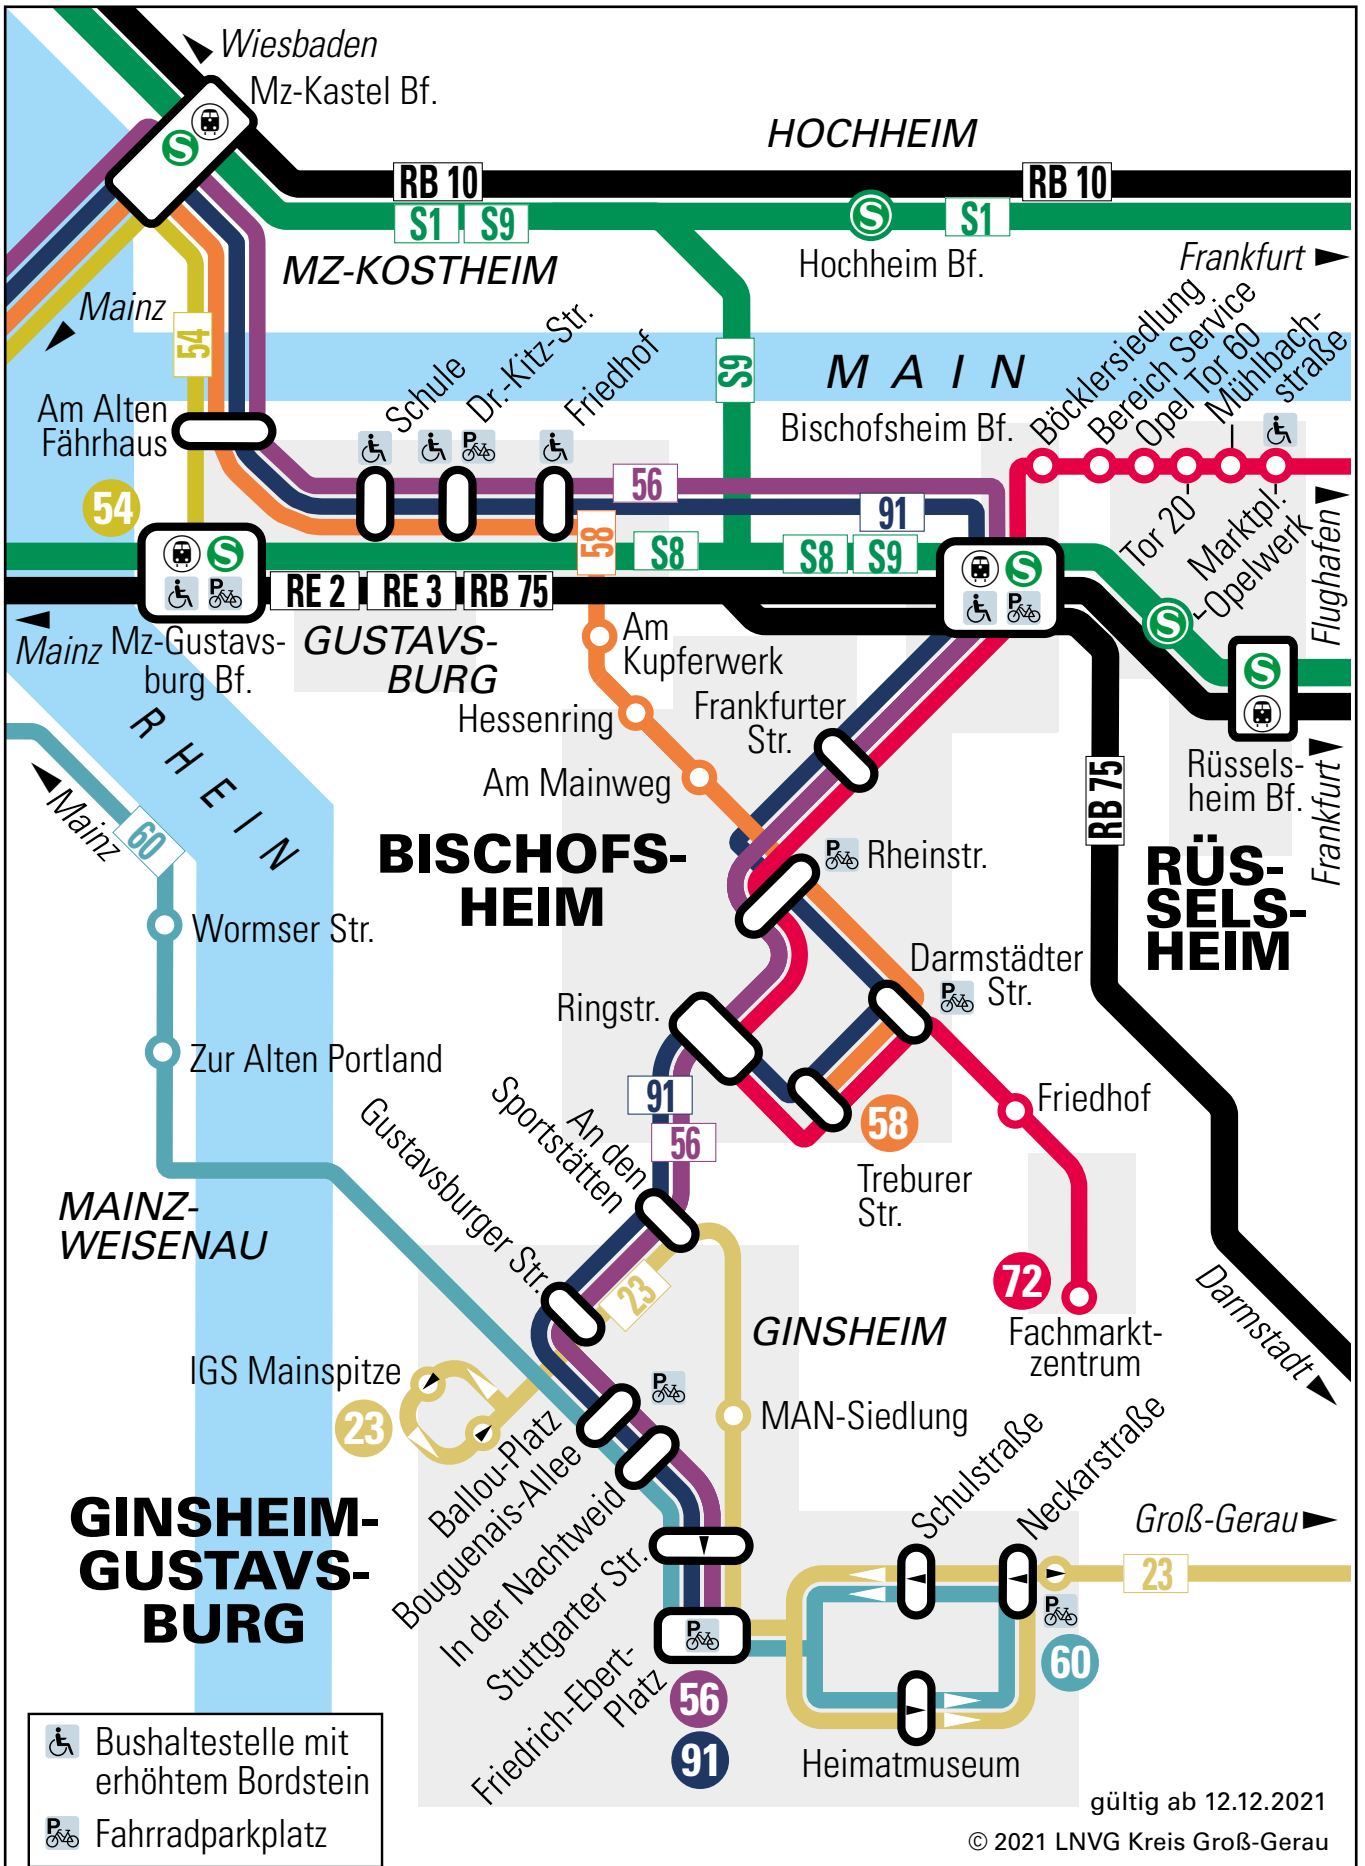 Wiesbaden
Mz-Kastel Bf.
S
HOCHHEIM
RB 10
RB 10
S1
S9
S
S1
MZ-KOSTHEIM
Hochheim Bf.
Frankfurt
Mainz
54
S9
MAIN
Schule
Dr.-Kitz-Str.
Friedhof
Böcklersiedlung
Bereich Service
Opel Tor 60
Mühlbach-
straße
Am Alten
Fährhaus
Bischofsheim Bf.
P
56
91
54
58
S
S8
S8
S9
S
P
P
Tor 20
Marktpl.
Opelwerk
S
Flughafen
RE 2
RE 3
RB 75
Mainz
Mz-Gustavs-
burg Bf.
GUSTAVS-
BURG
Am
Kupferwerk
S
Hessenring
Frankfurter
Str.
RHEIN
Am Mainweg
Rüssels-
heim Bf.
Frankfurt
RB 75
Mainz
60
BISCHOFS-
HEIM
P
Rheinstr.
RÜS-
SELS-
HEIM
Wormser Str.
Darmstädter
Str.
P
Ringstr.
Zur Alten Portland
91
56
58
Friedhof
Treburer
Str.
An den
Sportstätten
Gustavsburger Str.
MAINZ-
WEISENAU
23
72
Fachmarkt-
zentrum
Darmstadt
GINSHEIM
IGS Mainspitze
23
P
MAN-Siedlung
Ballou-Platz
Bouguenais-Allee
In der Nachtweid
Stuttgarter Str.
Friedrich-Ebert-
Platz
Schulstraße
Neckarstraße
Groß-Gerau
23
GINSHEIM-
GUSTAVS-
BURG
P
P
60
56
91
Heimatmuseum
Bushaltestelle mit
erhöhtem Bordstein
P
Fahrradparkplatz
gültig ab 12.12.2021
© 2021 LNVG Kreis Groß-Gerau